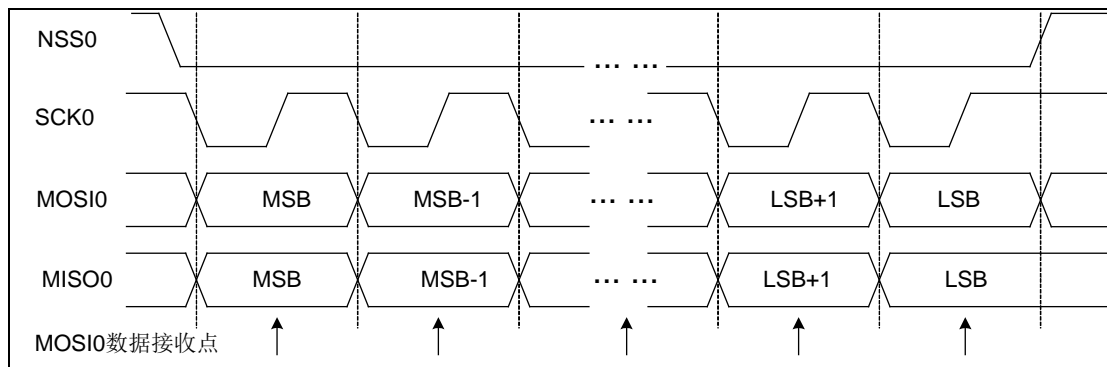 NSS0
... ...
SCK0
... ...
MOSI0 MSB MSB-1 ... ... LSB+1 LSB
MISO0 MSB MSB-1 ... ... LSB+1 LSB
MOSI0数据接收点